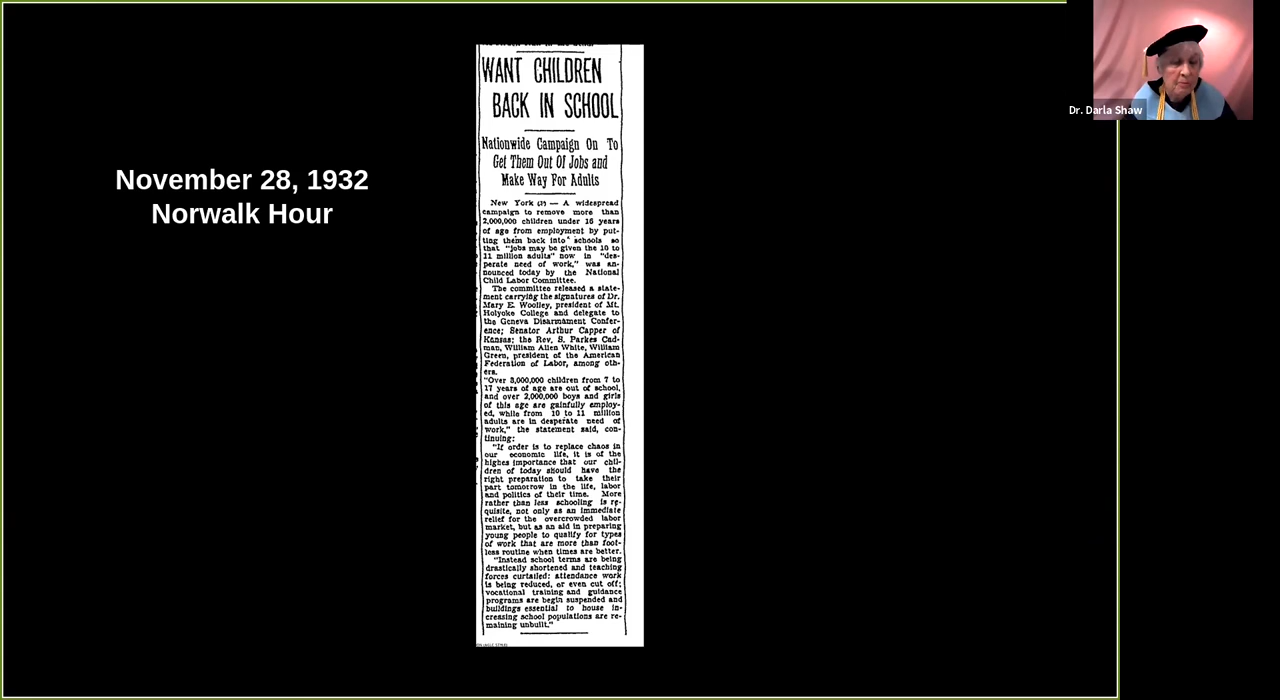 November 28, 1932
Norwalk Hour
WANT CHILDREN
BACK IN SCHOOL
Nationwide Campaign On To
Get Them Out Of Jobs and
Make Way For Adults
New York (P) — A widespread
campaign to remove more than
2,000,000 children under 16 years
of age from employment by put-
ting them back into schools so
that "jobs may be given the 10 to
11 million adults" now in "des-
perate need of work," was an-
nounced today by the National
Child Labor Committee.
The committee released a state-
ment carrying the signatures of Dr.
Mary E. Woolley, president of Mt.
Holyoke College and delegate to
the Geneva Disarmament Confer-
ence; Senator Arthur Capper of
Kansas; the Rev. S. Parkes Cad-
man, William Allen White, William
Green, president of the American
Federation of Labor, among oth-
ers.
"Over 3,000,000 children from 7 to
17 years of age are out of school,
and over 2,000,000 boys and girls
of this age are gainfully employ-
ed, while from 10 to 11 million
adults are in desperate need of
work," the statement said, con-
tinuing:
"If order is to replace chaos in
our economic life, it is of the
highes importance that our chil-
dren of today should have the
right preparation to take their
part tomorrow in the life, labor
and politics of their time. More
rather than less schooling is re-
quisite, not only as an immediate
relief for the overcrowded labor
market, but as an aid in preparing
young people to qualify for types
of work that are more than foot-
less routine when times are better.
"Instead school terms are being
drastically shortened and teaching
forces curtailed: attendance work
is being reduced, or even cut off;
vocational training and guidance
programs are begin suspended and
buildings essential to house in-
creasing school populations are re-
maining unbuilt."
Dr. Darla Shaw